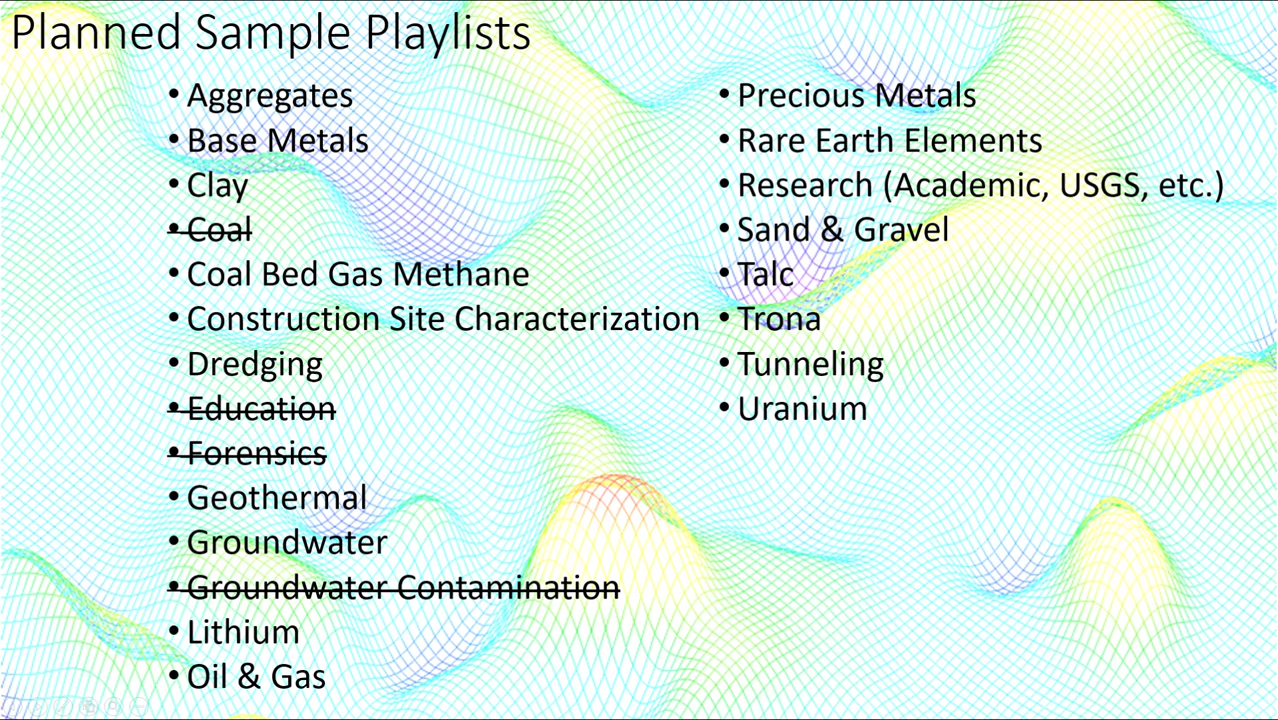 Planned Sample Playlists
• Aggregates
• Base Metals
• Clay
• Coal
• Coal Bed Gas Methane
• Construction Site Characterization
• Dredging
• Education
• Forensics
• Geothermal
• Groundwater
• Groundwater Contamination
• Lithium
• Oil & Gas
• Precious Metals
• Rare Earth Elements
• Research (Academic, USGS, etc.)
• Sand & Gravel
• Talc
• Trona
• Tunneling
• Uranium